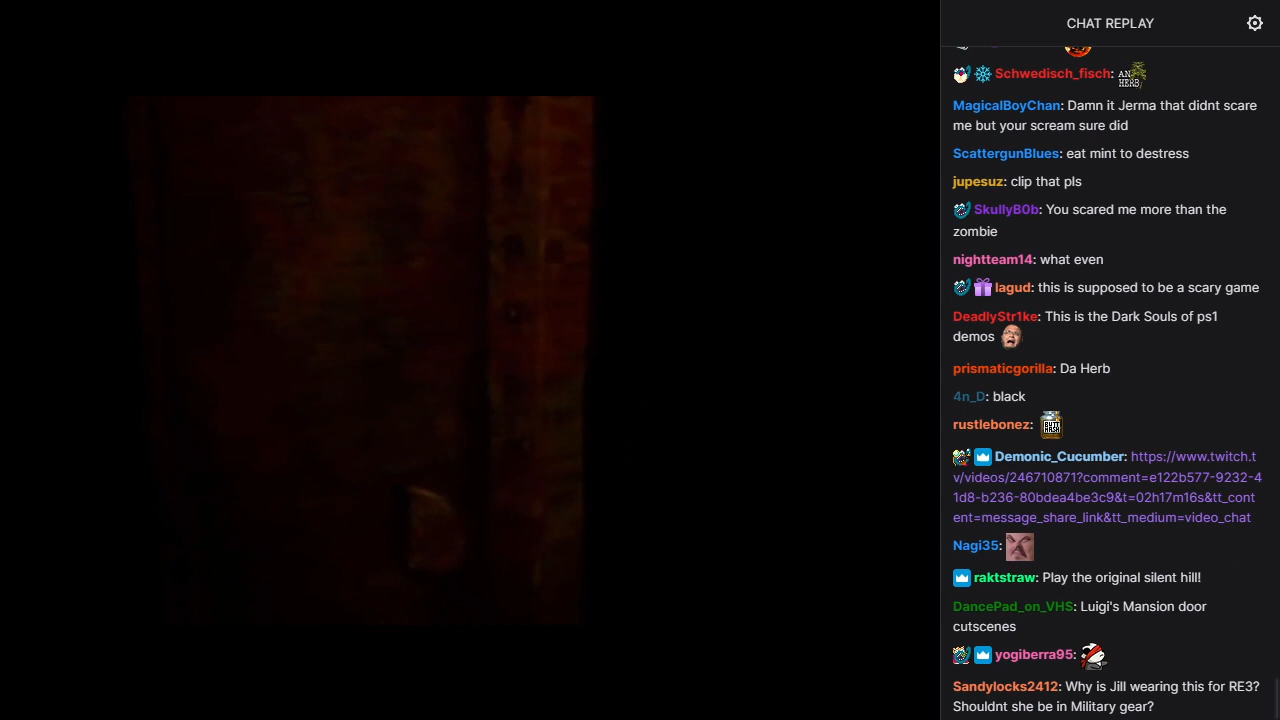 CHAT REPLAY
Schwedisch_fisch: AN HERB
MagicalBoyChan: Damn it Jerma that didnt scare
me but your scream sure did
ScattergunBlues: eat mint to destress
jupesuz: clip that pls
SkullyB0b: You scared me more than the
zombie
nightteam14: what even
lagud: this is supposed to be a scary game
DeadlyStr1ke: This is the Dark Souls of ps1
demos
prismaticgorilla: Da Herb
4n_D: black
rustlebonez:
Demonic_Cucumber: https://www.twitch.t
v/videos/246710871?comment=e122b577-9232-4
1d8-b236-80bdea4be3c9&t=02h17m16s&tt_cont
ent=message_share_link&tt_medium=video_chat
Nagi35:
raktstraw: Play the original silent hill!
DancePad_on_VHS: Luigi's Mansion door
cutscenes
yogiberra95:
Sandylocks2412: Why is Jill wearing this for RE3?
Shouldnt she be in Military gear?